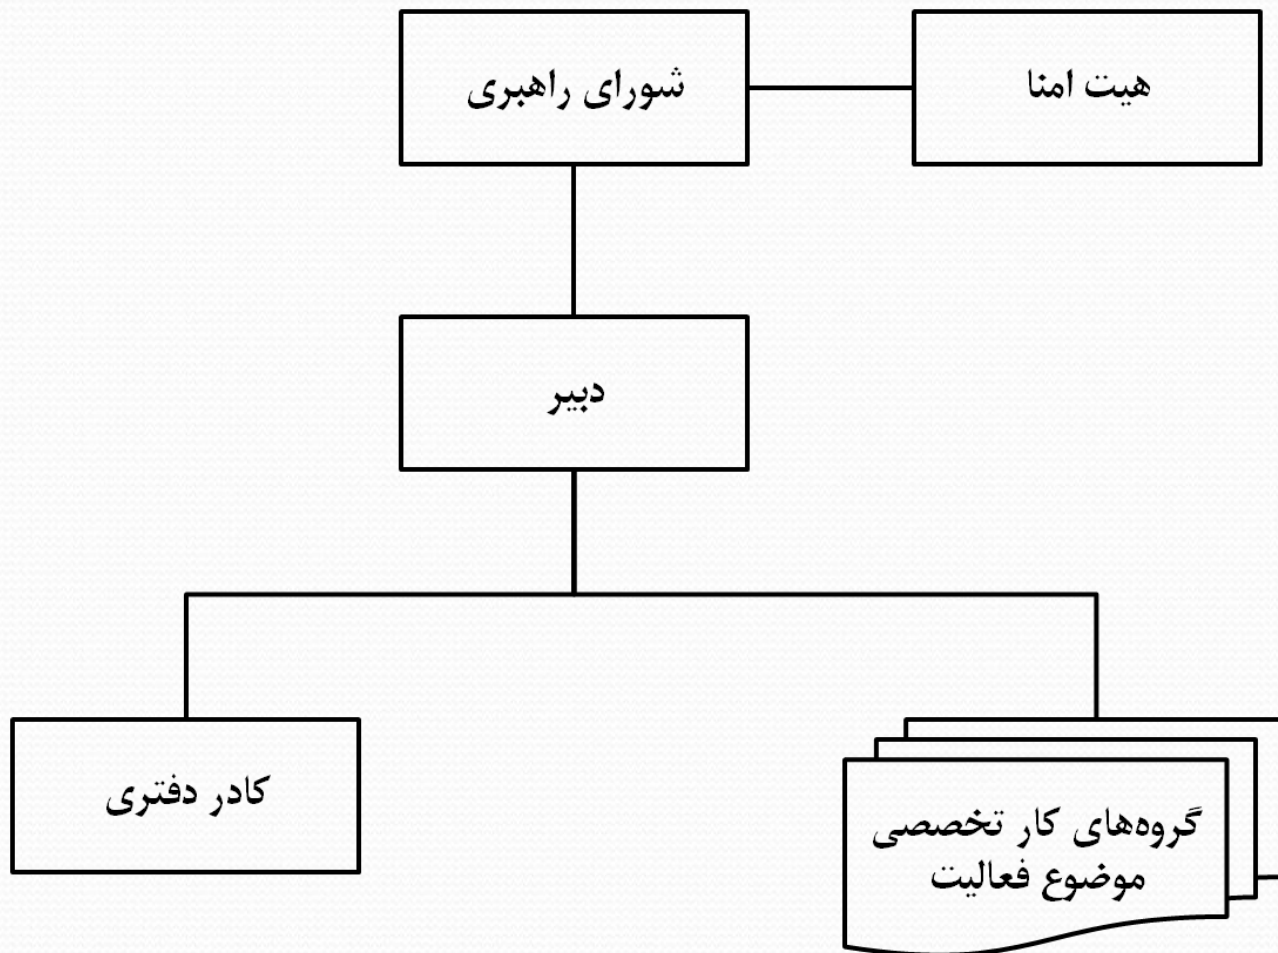 هیت امنا
شورای راهبری
دبیر
گروه‌های کار تخصصی
موضوع فعالیت
کادر دفتری